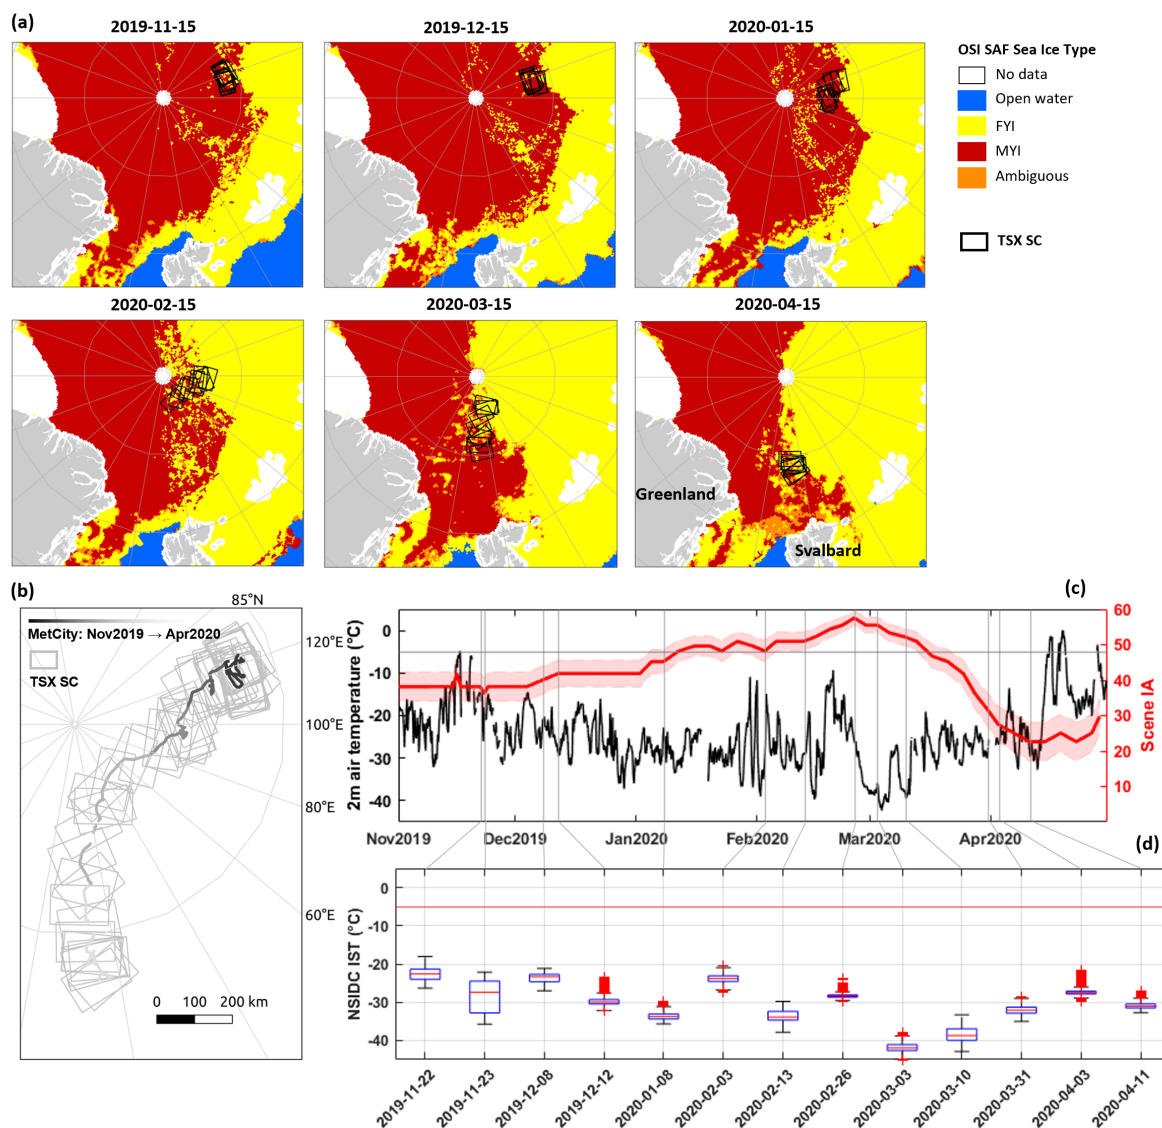 (a)
2019-11-15
2019-12-15
2020-01-15
OSI SAF Sea Ice Type
No data
Open water
FYI
MYI
Ambiguous
TSX SC
2020-02-15
2020-03-15
2020-04-15
Greenland
Svalbard
(b)
85°N
MetCity: Nov2019 → Apr2020
TSX SC
120°E
100°E
80°E
60°E
0 100 200 km
(c)
2m air temperature (°C)
0
-10
-20
-30
-40
60
50
40
30
20
10
Scene IA
Nov2019 Dec2019 Jan2020 Feb2020 Mar2020 Apr2020
(d)
NSIDC IST (°C)
0
-10
-20
-30
-40
2019-11-22
2019-11-23
2019-12-08
2019-12-12
2020-01-08
2020-02-03
2020-02-13
2020-02-26
2020-03-03
2020-03-10
2020-03-31
2020-04-03
2020-04-11